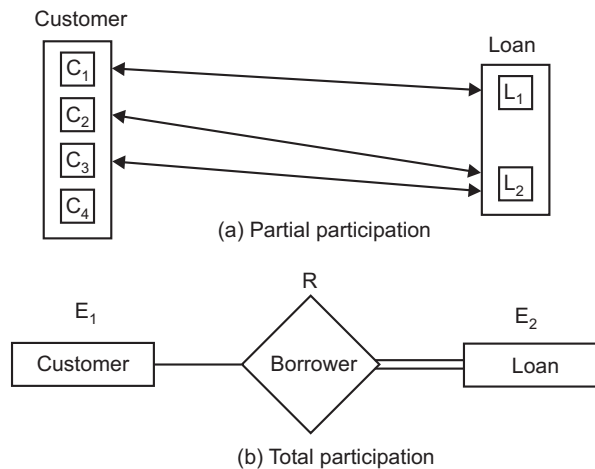 Customer
Loan
C1
L1
C2
C3
L2
C4
(a) Partial participation
R
E1
E2
Customer
Borrower
Loan
(b) Total participation